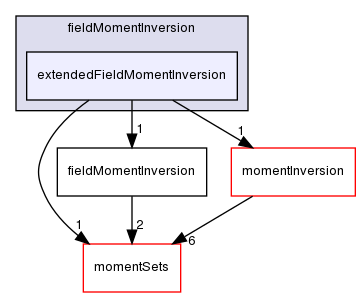 fieldMomentInversion
extendedFieldMomentInversion
1
1
fieldMomentInversion
momentInversion
1
2
6
momentSets